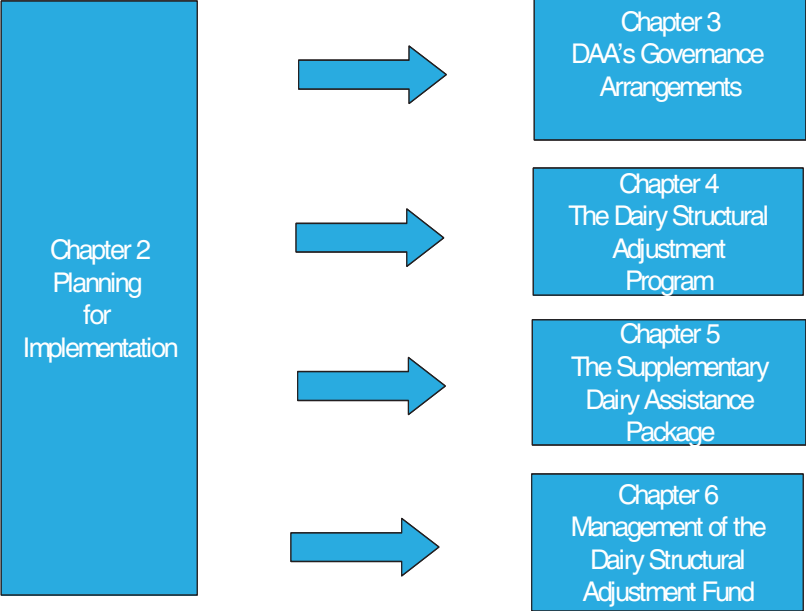 Chapter 2
Planning
for
Implementation
Chapter 3
DAA's Governance
Arrangements
Chapter 4
The Dairy Structural
Adjustment
Program
Chapter 5
The Supplementary
Dairy Assistance
Package
Chapter 6
Management of the
Dairy Structural
Adjustment Fund